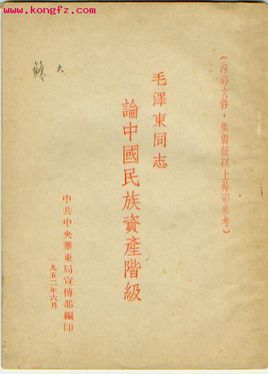 www.kongfz.com
(内部文件，供縣級以上幹部參考)
毛澤東同志
論中國民族資產階級
中共中央華東局宣傳部編印
一九五二年六月
大